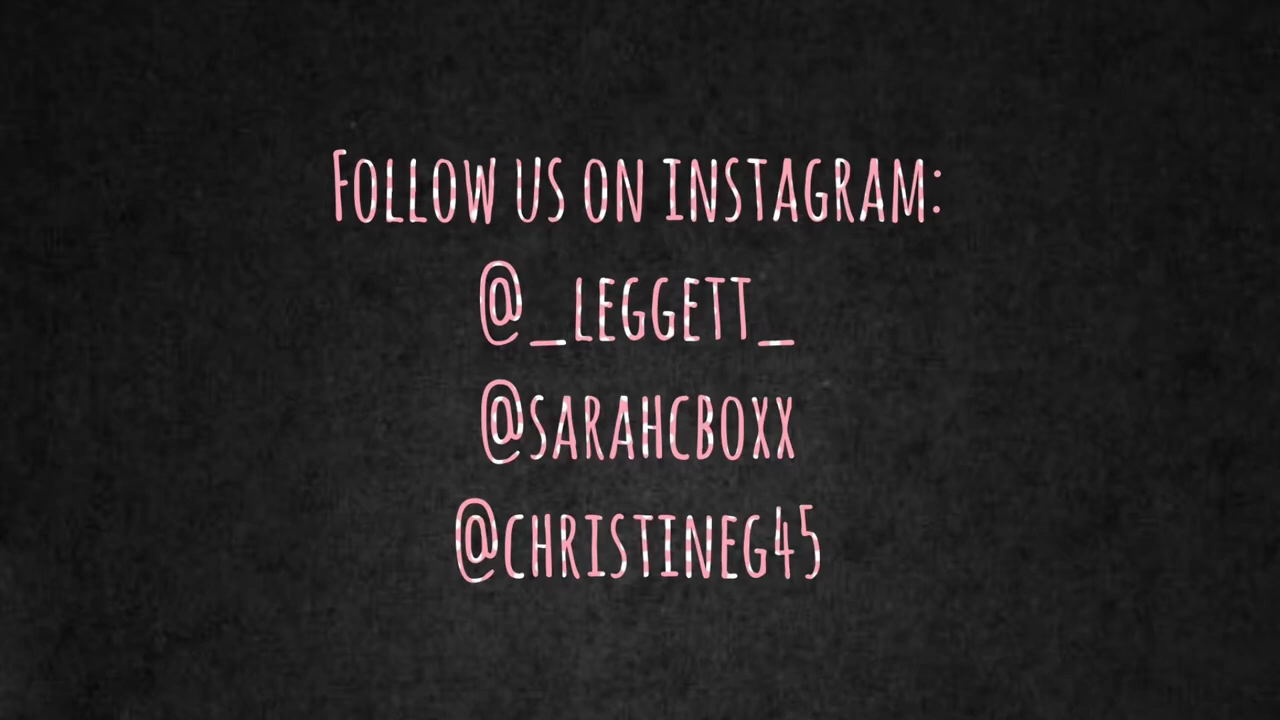 Follow us on instagram:
@_leggett_
@sarahcboxx
@christineg45